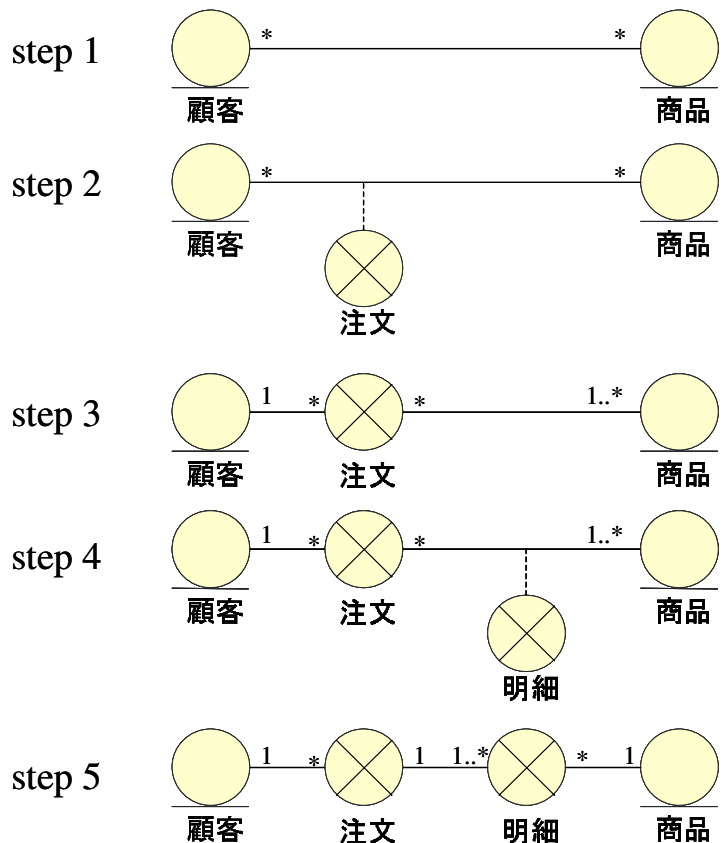 step 1
* *
顧客 商品
step 2
* *
顧客 商品
注文
step 3
1 * * 1..*
顧客 注文 商品
step 4
1 * * 1..*
顧客 注文 商品
明細
step 5
1 * 1 1..* * 1
顧客 注文 明細 商品